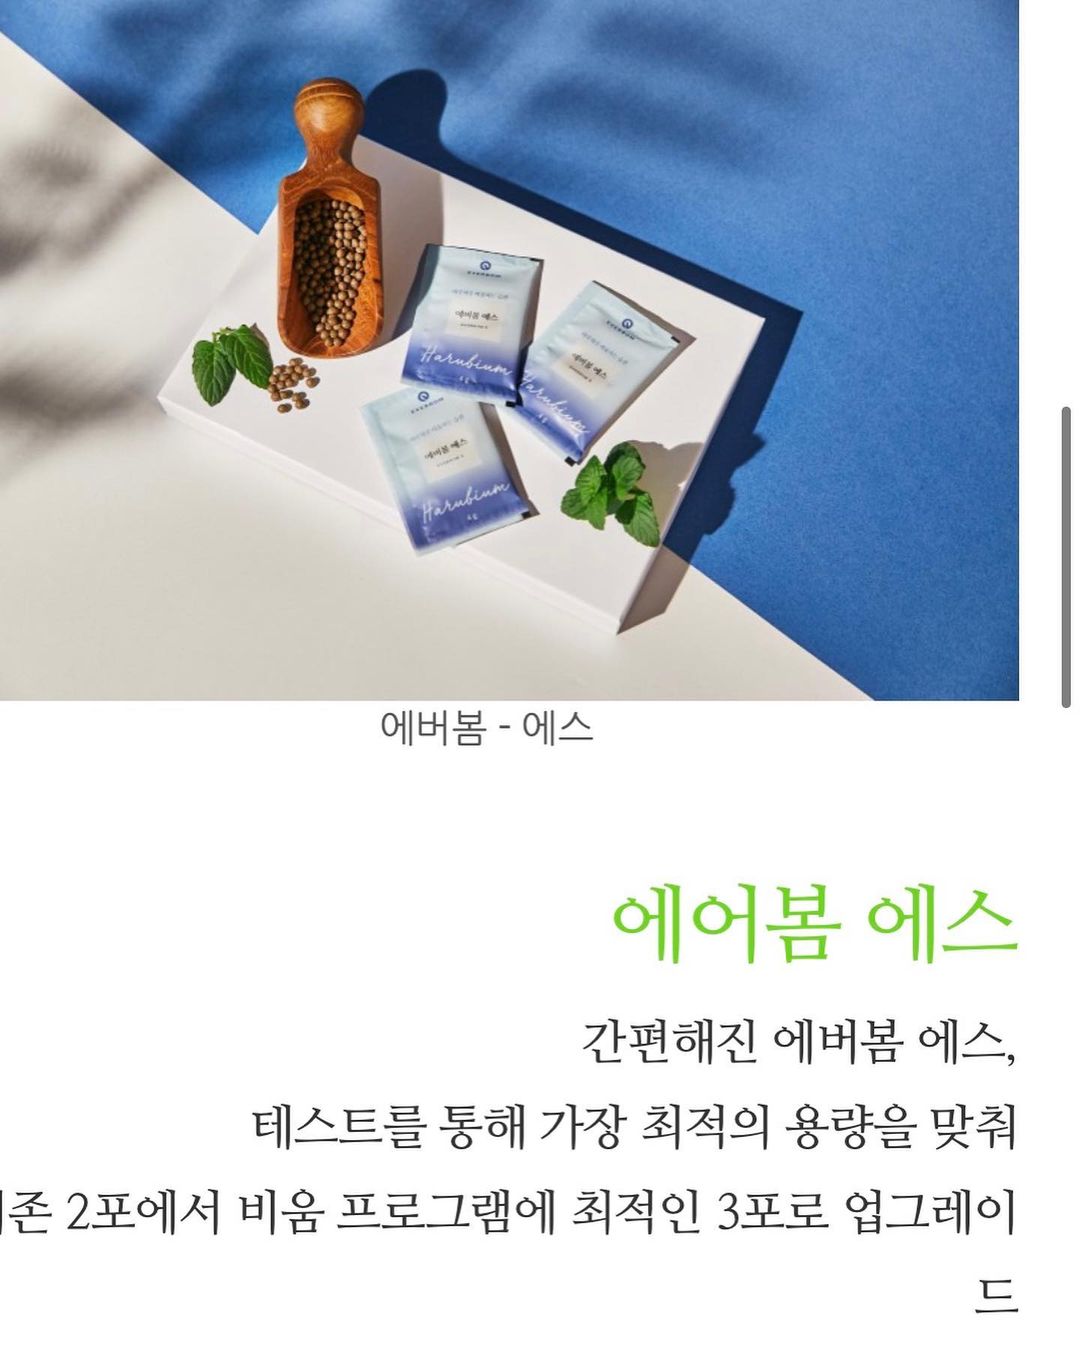 EVERBOM
에버봄 에스
Harubium
EVERBOM
에버봄 에스
Harubium
EVERBOM
에버봄 에스
Harubium
에버봄 - 에스
에어봄 에스
간편해진 에버봄 에스,
테스트를 통해 가장 최적의 용량을 맞춰
존 2포에서 비움 프로그램에 최적인 3포로 업그레이
드